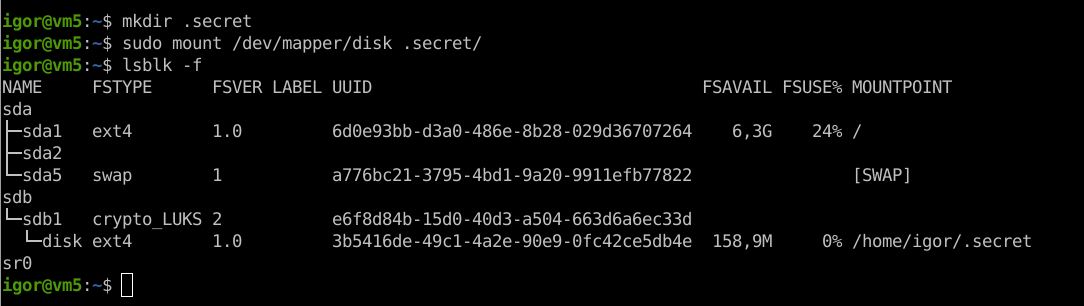 igor@vm5:~$ mkdir .secret
igor@vm5:~$ sudo mount /dev/mapper/disk .secret/
igor@vm5:~$ lsblk -f
NAME    FSTYPE      FSVER LABEL UUID                                 FSAVAIL FSUSE% MOUNTPOINT
sda
├─sda1  ext4        1.0         6d0e93bb-d3a0-486e-8b28-029d36707264    6,3G    24% /
├─sda2
└─sda5  swap        1           a776bc21-3795-4bd1-9a20-9911efb77822                [SWAP]
sdb
└─sdb1  crypto_LUKS 2           e6f8d84b-15d0-40d3-a504-663d6a6ec33d
  └─disk ext4       1.0         3b5416de-49c1-4a2e-90e9-0fc42ce5db4e  158,9M     0% /home/igor/.secret
sr0
igor@vm5:~$